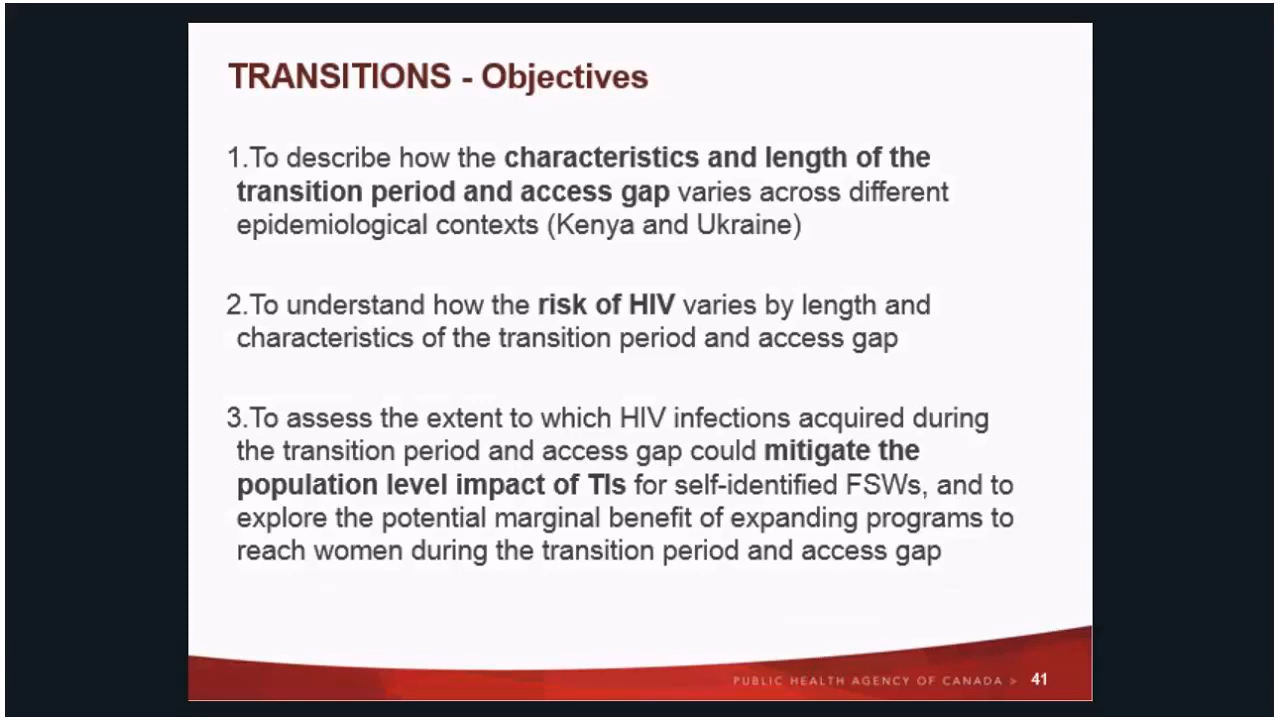 TRANSITIONS - Objectives
1.To describe how the characteristics and length of the
transition period and access gap varies across different
epidemiological contexts (Kenya and Ukraine)
2.To understand how the risk of HIV varies by length and
characteristics of the transition period and access gap
3.To assess the extent to which HIV infections acquired during
the transition period and access gap could mitigate the
population level impact of TIs for self-identified FSWs, and to
explore the potential marginal benefit of expanding programs to
reach women during the transition period and access gap
PUBLIC HEALTH AGENCY OF CANADA > 41